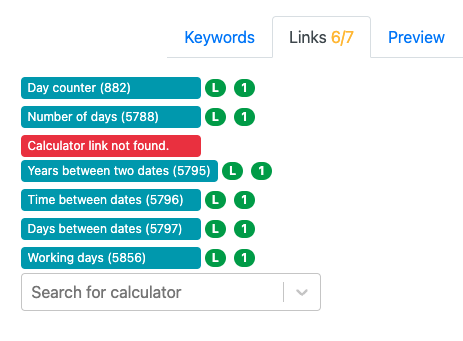 Keywords Links 6/7 Preview
Day counter (882) L 1
Number of days (5788) L 1
Calculator link not found.
Years between two dates (5795) L 1
Time between dates (5796) L 1
Days between dates (5797) L 1
Working days (5856) L 1
Search for calculator